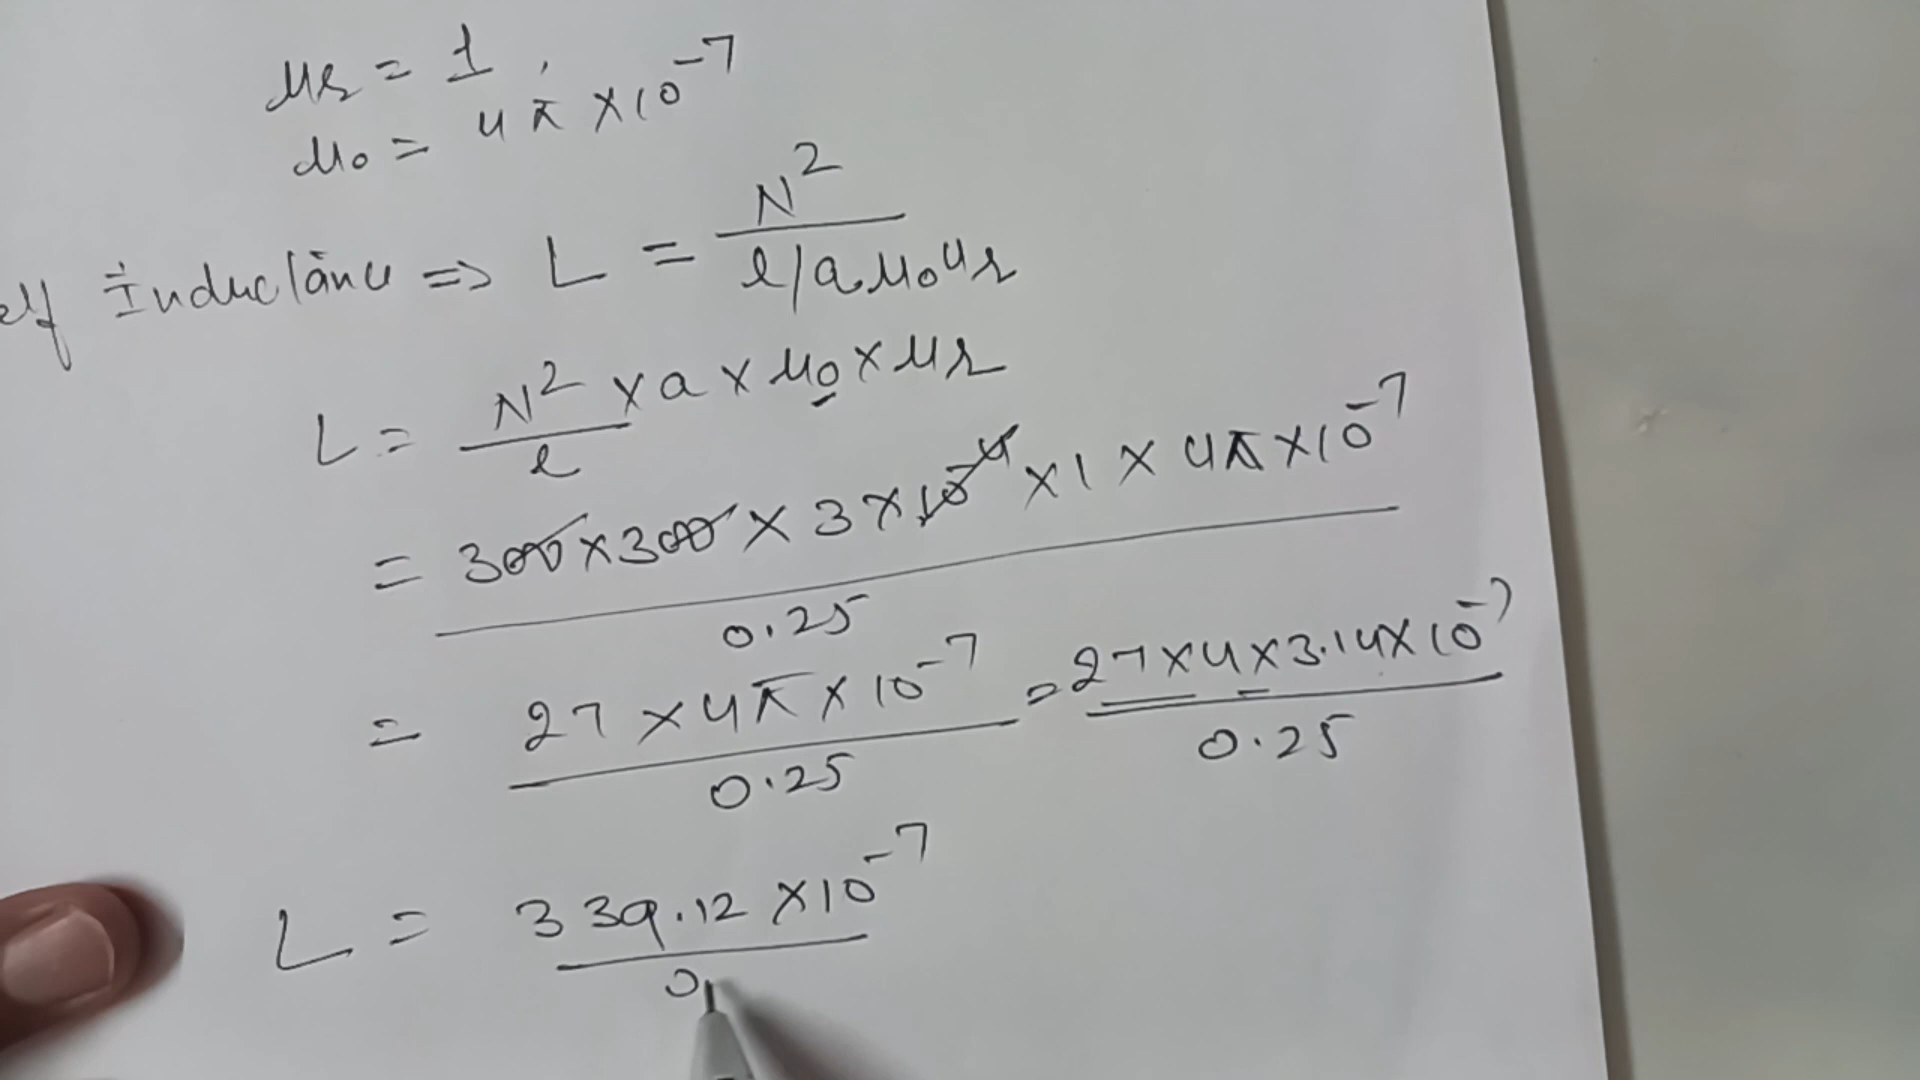 μr = 1,
μ0 = 4π × 10^-7
elf Inductance => L = N^2 / l/a μ0 μr
L = N^2 / l × a × μ0 × μr
= 300 × 300 × 3 × 10^-4 × 1 × 4π × 10^-7 / 0.25
= 27 × 4π × 10^-7 / 0.25 = 27 × 4 × 3.14 × 10^-7 / 0.25
L = 339.12 × 10^-7 / 0.